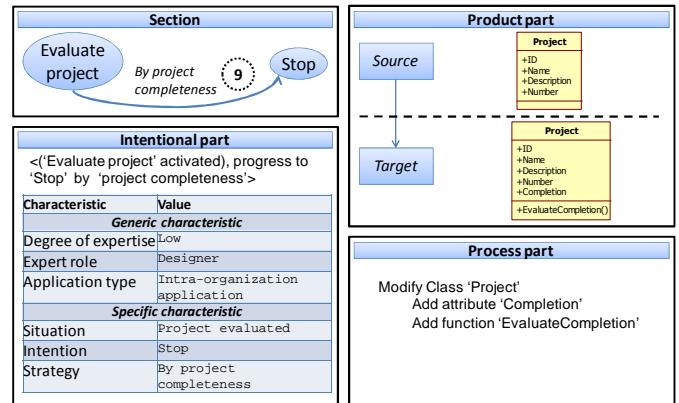 Section
Evaluate
project
By project
completeness
9
Stop
Intentional part
<('Evaluate project' activated), progress to
'Stop' by 'project completeness'>
Characteristic Value
Generic characteristic
Degree of expertise Low
Expert role Designer
Application type Intra-organization
application
Specific characteristic
Situation Project evaluated
Intention Stop
Strategy By project
completeness
Product part
Source
Project
+ID
+Name
+Description
+Number
Target
Project
+ID
+Name
+Description
+Number
+Completion
+EvaluateCompletion()
Process part
Modify Class 'Project'
Add attribute 'Completion'
Add function 'EvaluateCompletion'